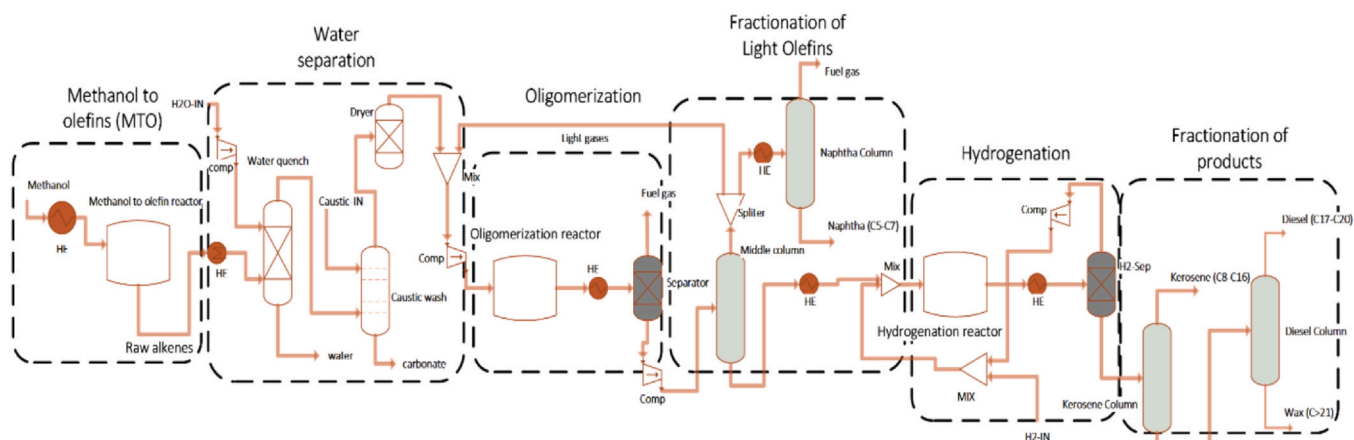 Methanol to
olefins (MTO)
Methanol
HE
Methanol to olefin reactor
Raw alkenes
Water
separation
H2O-IN
comp
Water quench
HE
water
Caustic-IN
Dryer
Caustic wash
carbonate
Mix
Comp
Oligomerization
Light gases
Oligomerization reactor
Fuel gas
HE
Separator
Comp
Fractionation of
Light Olefins
Fuel gas
HE
Naphtha Column
Spliter
Naphtha (C5-C7)
Middle column
HE
Mix
Hydrogenation
Comp
H2-Sep
HE
Hydrogenation reactor
MIX
H2-IN
Fractionation of
products
Diesel (C17-C20)
Kerosene (C8-C16)
Diesel Column
Kerosene Column
Wax (C>21)